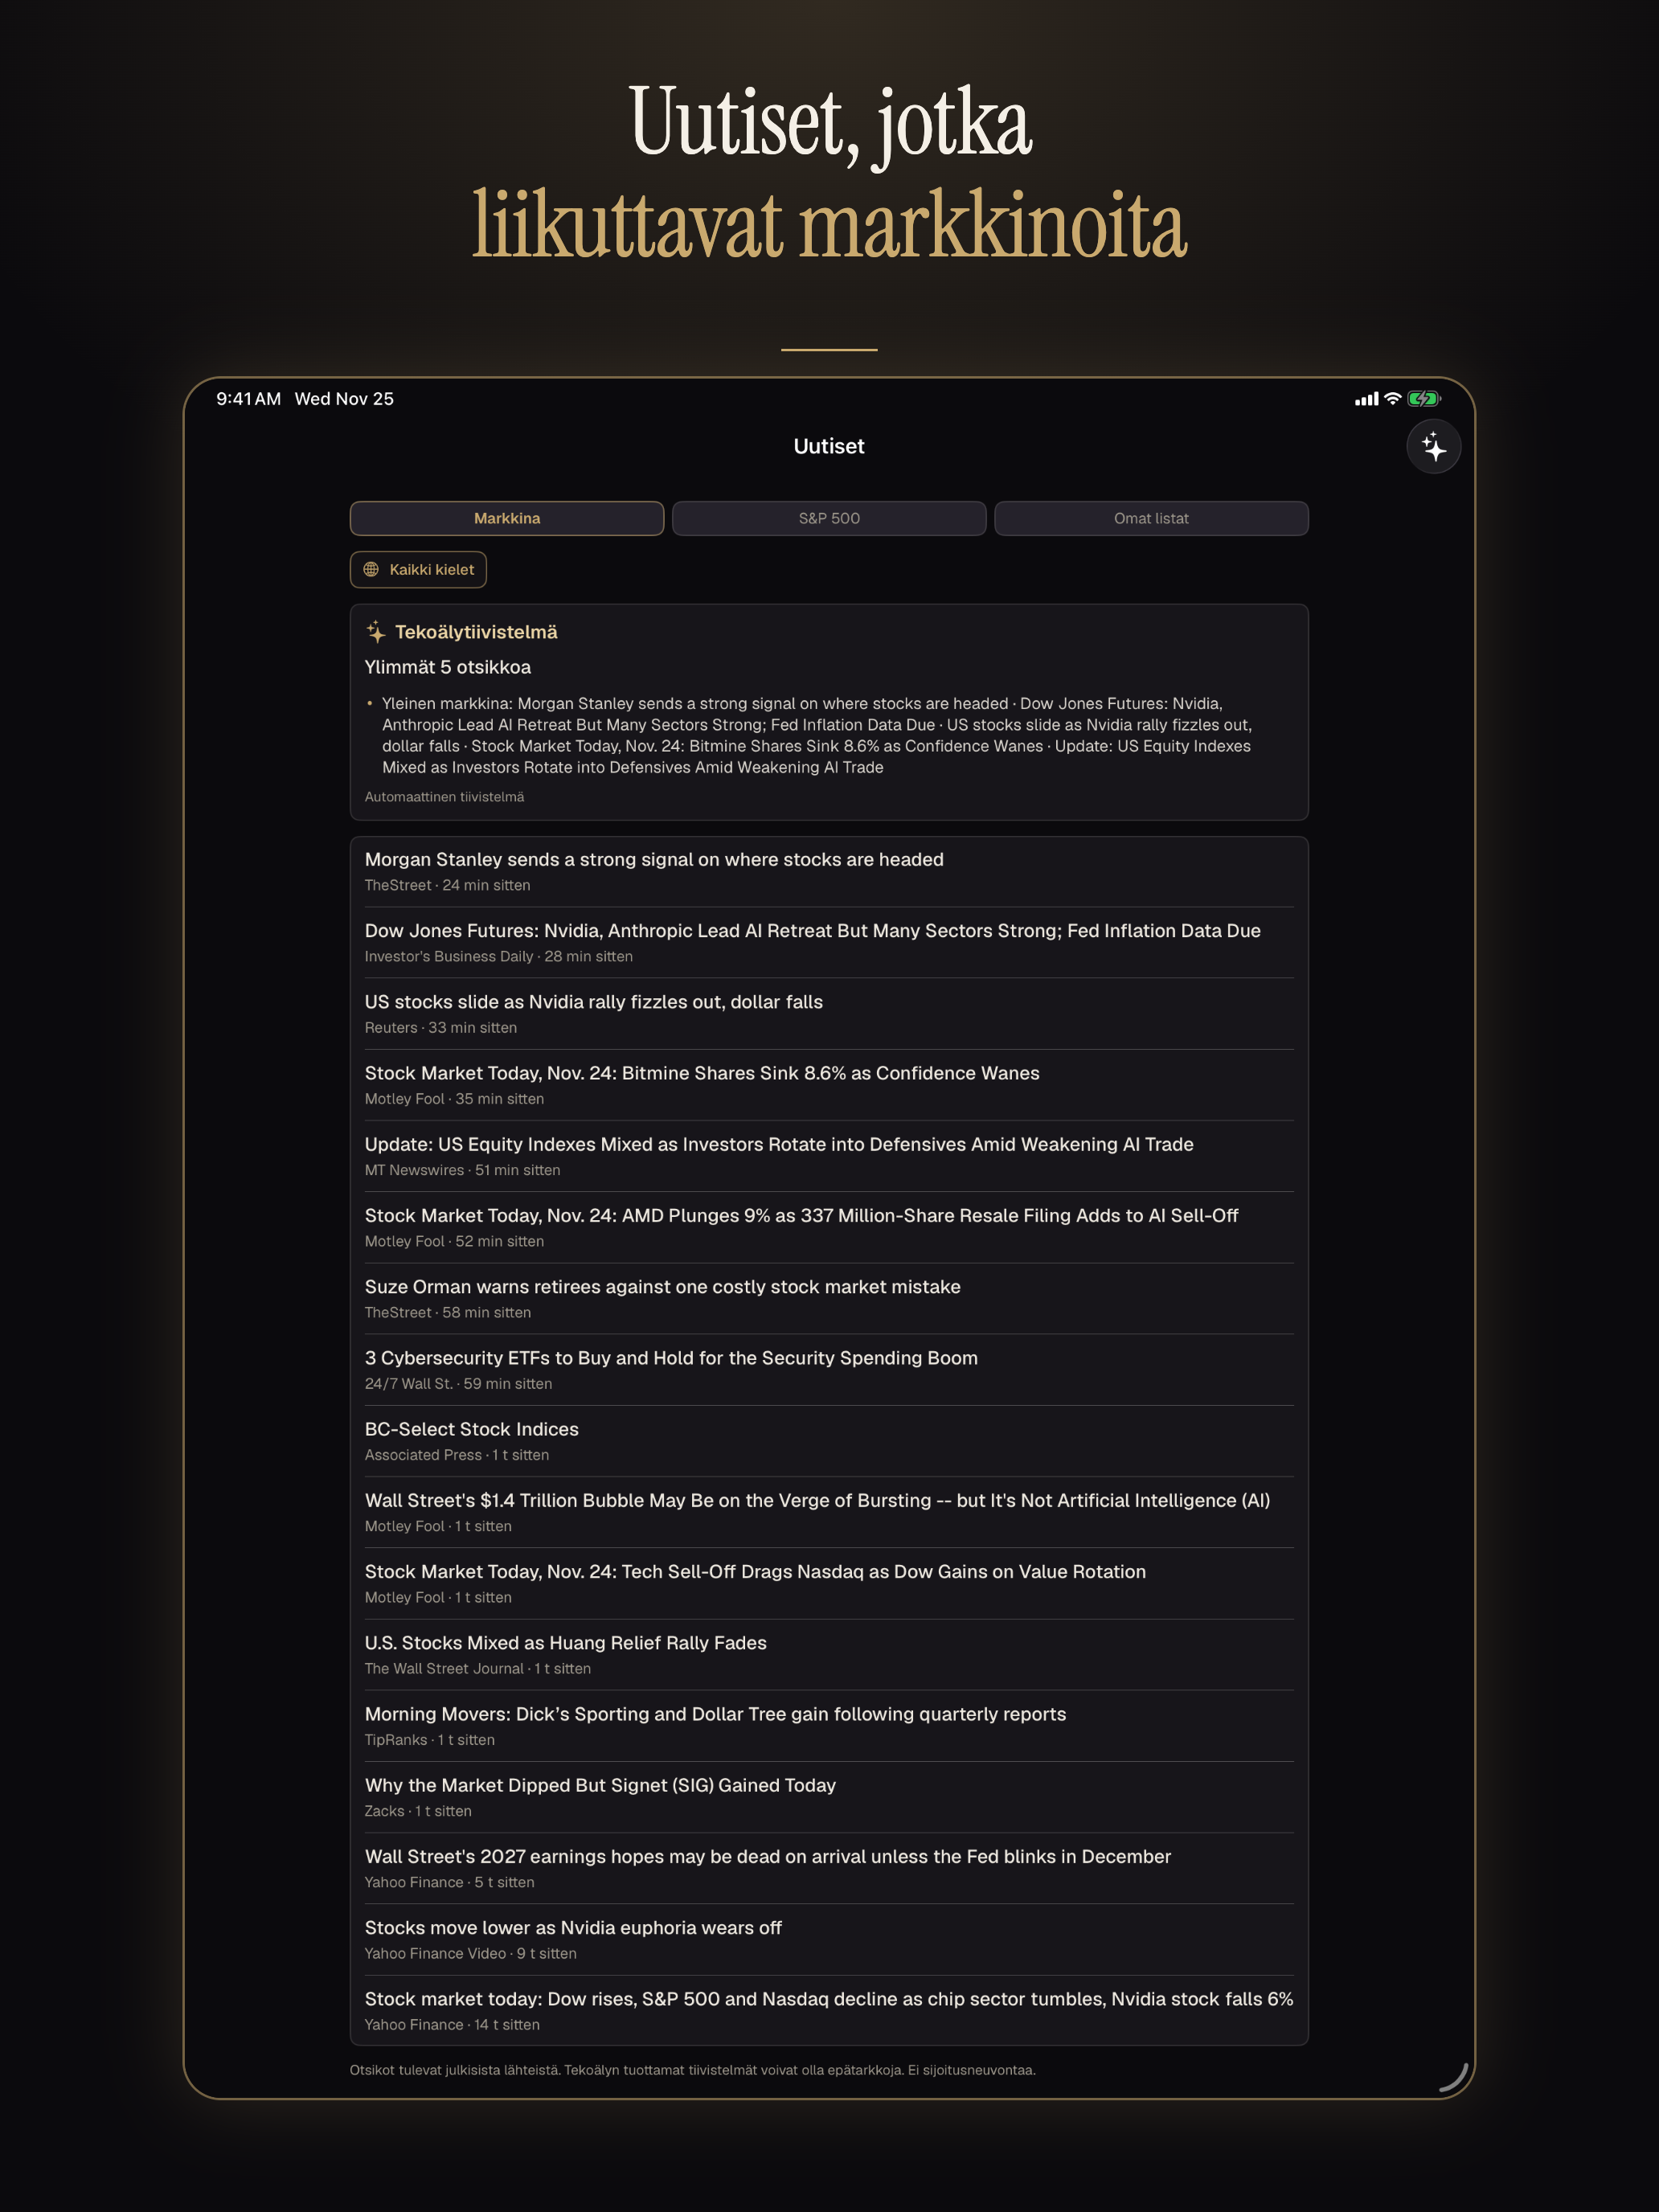 Uutiset, jotka
liikuttavat markkinoita
9:41 AM Wed Nov 25
Uutiset
Markkina
S&P 500
Omat listat
Kaikki kielet
Tekoälytiivistelmä
Ylimmät 5 otsikkoa
• Yleinen markkina: Morgan Stanley sends a strong signal on where stocks are headed · Dow Jones Futures: Nvidia,
Anthropic Lead AI Retreat But Many Sectors Strong; Fed Inflation Data Due · US stocks slide as Nvidia rally fizzles out,
dollar falls · Stock Market Today, Nov. 24: Bitmine Shares Sink 8.6% as Confidence Wanes · Update: US Equity Indexes
Mixed as Investors Rotate into Defensives Amid Weakening AI Trade
Automaattinen tiivistelmä
Morgan Stanley sends a strong signal on where stocks are headed
TheStreet · 24 min sitten
Dow Jones Futures: Nvidia, Anthropic Lead AI Retreat But Many Sectors Strong; Fed Inflation Data Due
Investor's Business Daily · 28 min sitten
US stocks slide as Nvidia rally fizzles out, dollar falls
Reuters · 33 min sitten
Stock Market Today, Nov. 24: Bitmine Shares Sink 8.6% as Confidence Wanes
Motley Fool · 35 min sitten
Update: US Equity Indexes Mixed as Investors Rotate into Defensives Amid Weakening AI Trade
MT Newswires · 51 min sitten
Stock Market Today, Nov. 24: AMD Plunges 9% as 337 Million-Share Resale Filing Adds to AI Sell-Off
Motley Fool · 52 min sitten
Suze Orman warns retirees against one costly stock market mistake
TheStreet · 58 min sitten
3 Cybersecurity ETFs to Buy and Hold for the Security Spending Boom
24/7 Wall St. · 59 min sitten
BC-Select Stock Indices
Associated Press · 1 t sitten
Wall Street's $1.4 Trillion Bubble May Be on the Verge of Bursting -- but It's Not Artificial Intelligence (AI)
Motley Fool · 1 t sitten
Stock Market Today, Nov. 24: Tech Sell-Off Drags Nasdaq as Dow Gains on Value Rotation
Motley Fool · 1 t sitten
U.S. Stocks Mixed as Huang Relief Rally Fades
The Wall Street Journal · 1 t sitten
Morning Movers: Dick’s Sporting and Dollar Tree gain following quarterly reports
TipRanks · 1 t sitten
Why the Market Dipped But Signet (SIG) Gained Today
Zacks · 1 t sitten
Wall Street's 2027 earnings hopes may be dead on arrival unless the Fed blinks in December
Yahoo Finance · 5 t sitten
Stocks move lower as Nvidia euphoria wears off
Yahoo Finance Video · 9 t sitten
Stock market today: Dow rises, S&P 500 and Nasdaq decline as chip sector tumbles, Nvidia stock falls 6%
Yahoo Finance · 14 t sitten
Otsikot tulevat julkisista lähteistä. Tekoälyn tuottamat tiivistelmät voivat olla epätarkkoja. Ei sijoitusneuvontaa.